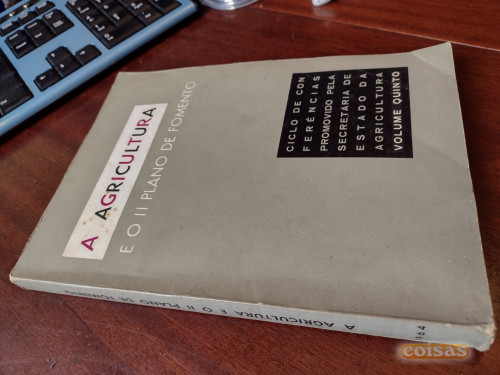 A AGRICULTURA
E O II PLANO DE FOMENTO
CICLO DE CON
FERÊNCIAS
PROMOVIDO PELA
SECRETARIA DE
ESTADO DA
AGRICULTURA
VOLUME QUINTO
A AGRICULTURA E O II PLANO DE FOMENTO
964
coisas